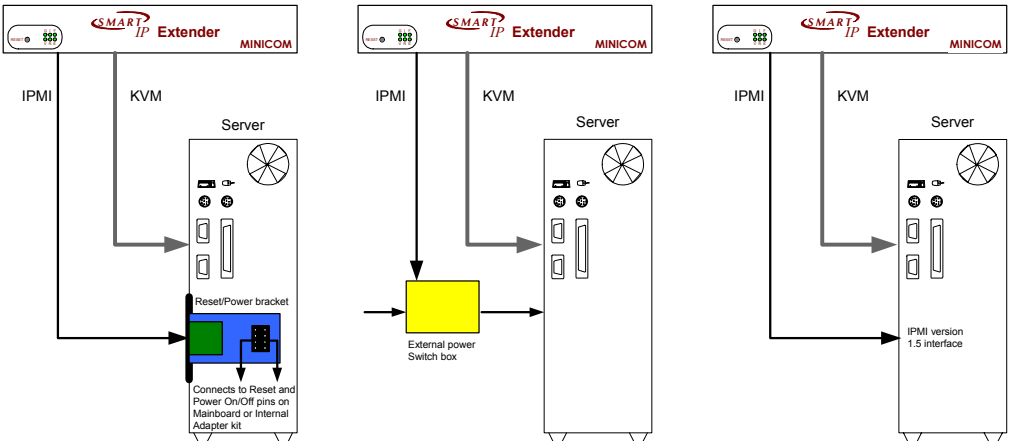 SMART IP Extender
RESET
MINICOM
IPMI
KVM
Server
Reset/Power bracket
Connects to Reset and
Power On/Off pins on
Mainboard or Internal
Adapter kit
SMART IP Extender
RESET
MINICOM
IPMI
KVM
Server
External power
Switch box
SMART IP Extender
RESET
MINICOM
IPMI
KVM
Server
IPMI version
1.5 interface